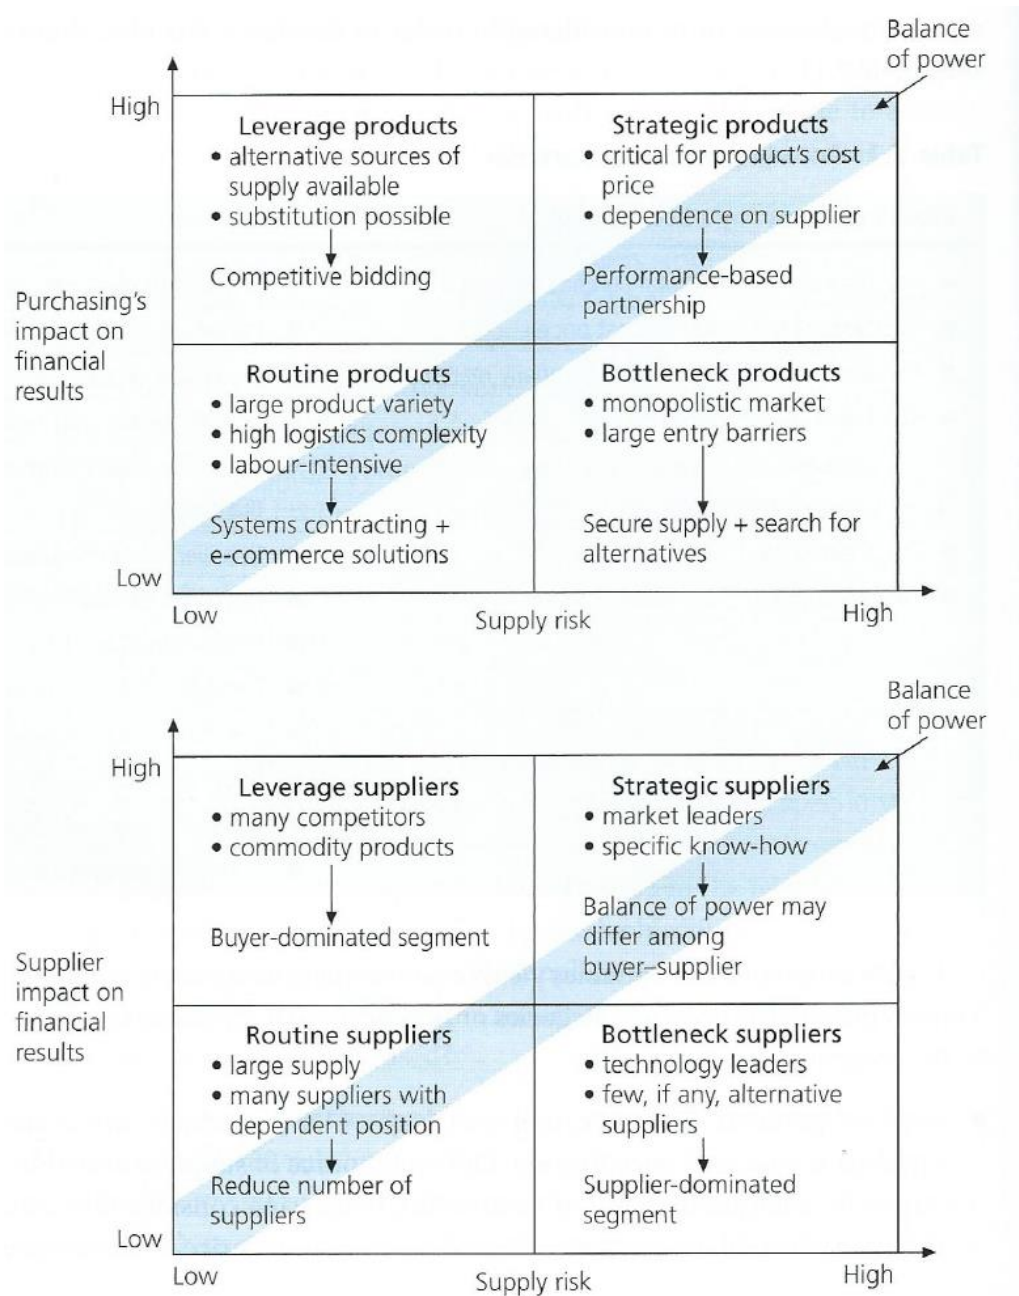 Balance
of power
High
Leverage products
• alternative sources of
supply available
• substitution possible
Competitive bidding
Strategic products
• critical for product's cost
price
• dependence on supplier
Performance-based
partnership
Purchasing's
impact on
financial
results
Routine products
• large product variety
• high logistics complexity
• labour-intensive
Systems contracting +
e-commerce solutions
Bottleneck products
• monopolistic market
• large entry barriers
Secure supply + search for
alternatives
Low
Low
Supply risk
High
Balance
of power
High
Leverage suppliers
• many competitors
• commodity products
Buyer-dominated segment
Strategic suppliers
• market leaders
• specific know-how
Balance of power may
differ among
buyer–supplier
Supplier
impact on
financial
results
Routine suppliers
• large supply
• many suppliers with
dependent position
Reduce number of
suppliers
Bottleneck suppliers
• technology leaders
• few, if any, alternative
suppliers
Supplier-dominated
segment
Low
Low
Supply risk
High